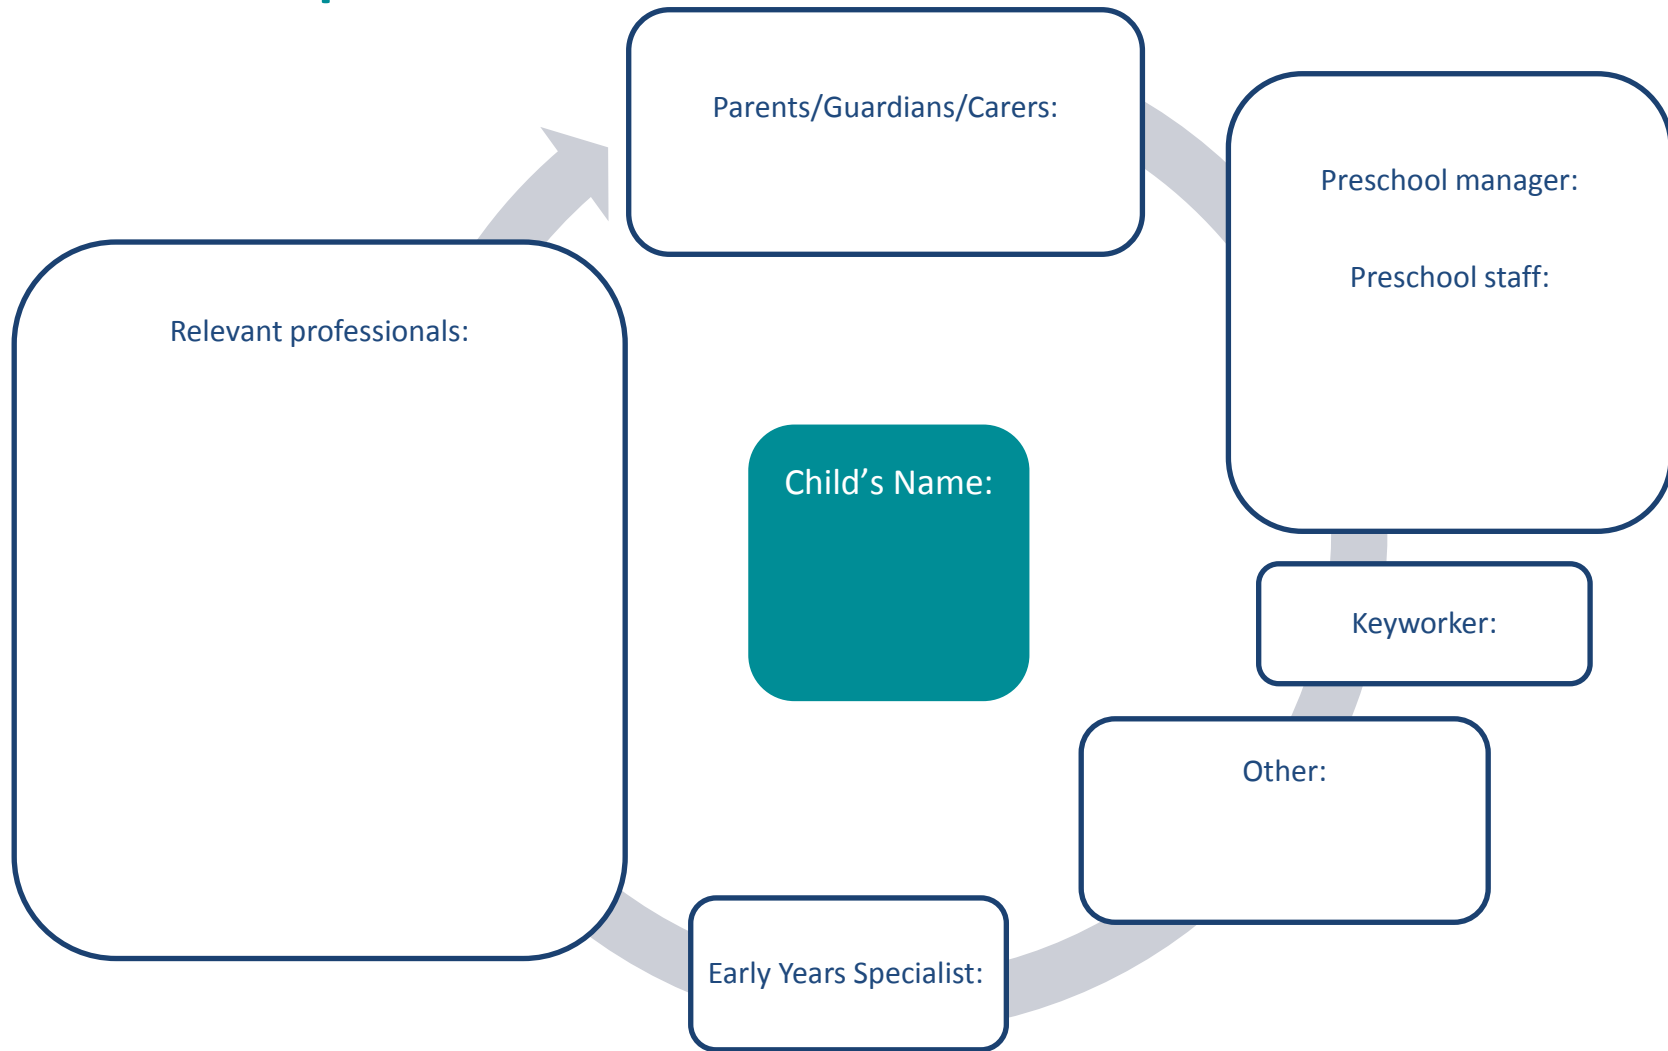 Parents/Guardians/Carers:
Preschool manager:
Preschool staff:
Relevant professionals:
Child’s Name:
Keyworker:
Other:
Early Years Specialist: